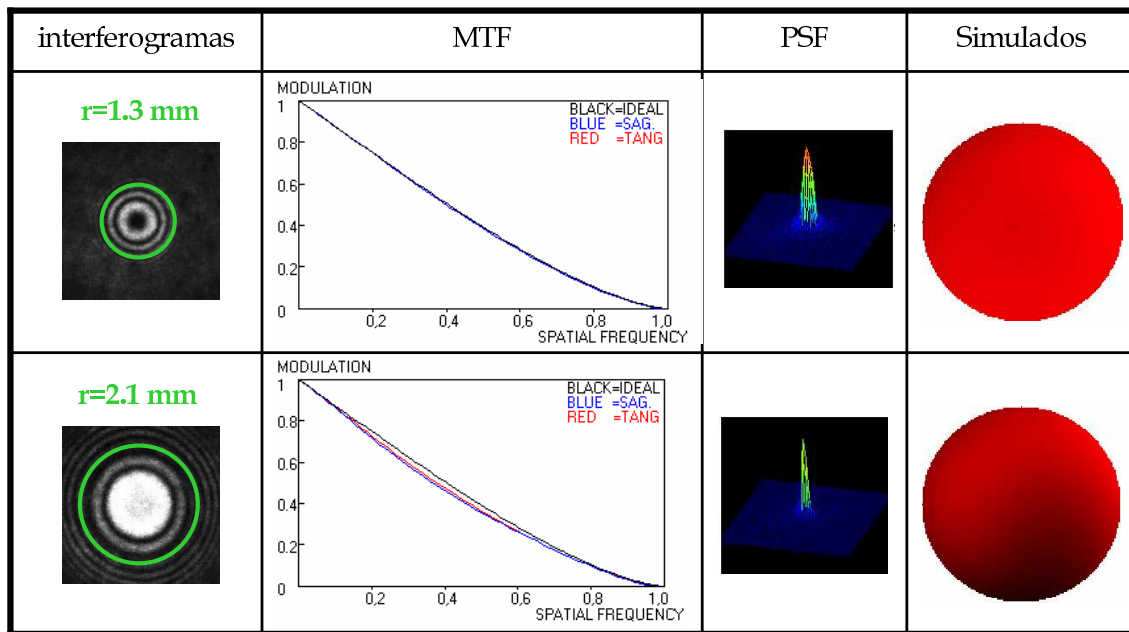 interferogramas MTF PSF Simulados
r=1.3 mm
MODULATION
BLACK=IDEAL
BLUE =SAG.
RED =TANG
1
0.8
0.6
0.4
0.2
0
0,2 0,4 0,6 0,8 1,0
SPATIAL FREQUENCY
r=2.1 mm
MODULATION
BLACK=IDEAL
BLUE =SAG.
RED =TANG
1
0.8
0.6
0.4
0.2
0
0,2 0,4 0,6 0,8 1,0
SPATIAL FREQUENCY